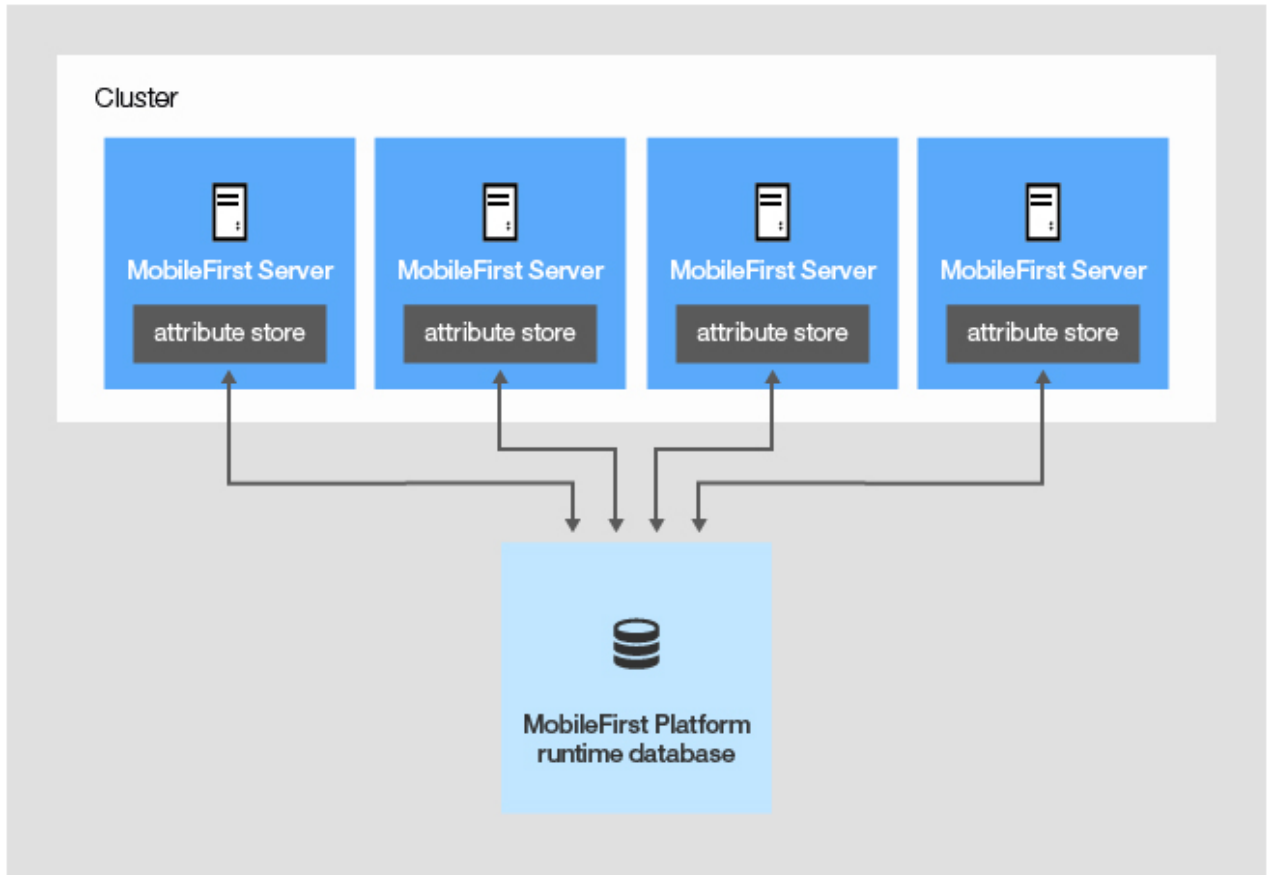 Cluster
MobileFirst Server
attribute store
MobileFirst Server
attribute store
MobileFirst Server
attribute store
MobileFirst Server
attribute store
MobileFirst Platform
runtime database